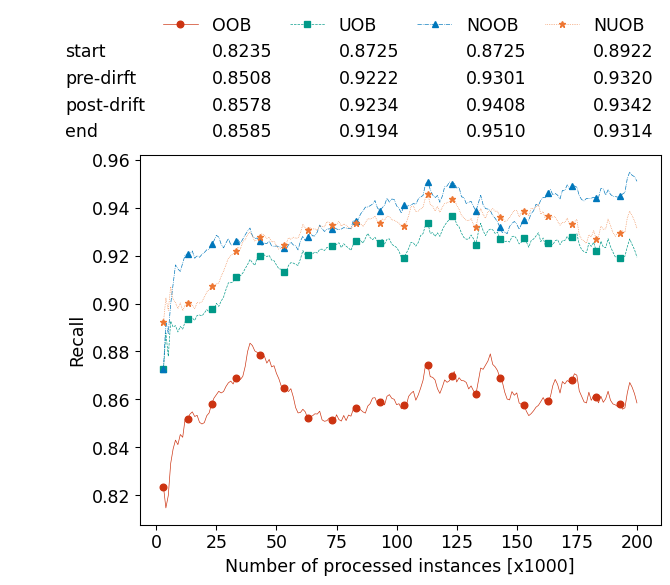 OOB UOB NOOB NUOB
start 0.8235 0.8725 0.8725 0.8922
pre-dirft 0.8508 0.9222 0.9301 0.9320
post-drift 0.8578 0.9234 0.9408 0.9342
end 0.8585 0.9194 0.9510 0.9314
0.96
0.94
0.92
0.90
0.88
0.86
0.84
0.82
Recall
0 25 50 75 100 125 150 175 200
Number of processed instances [x1000]